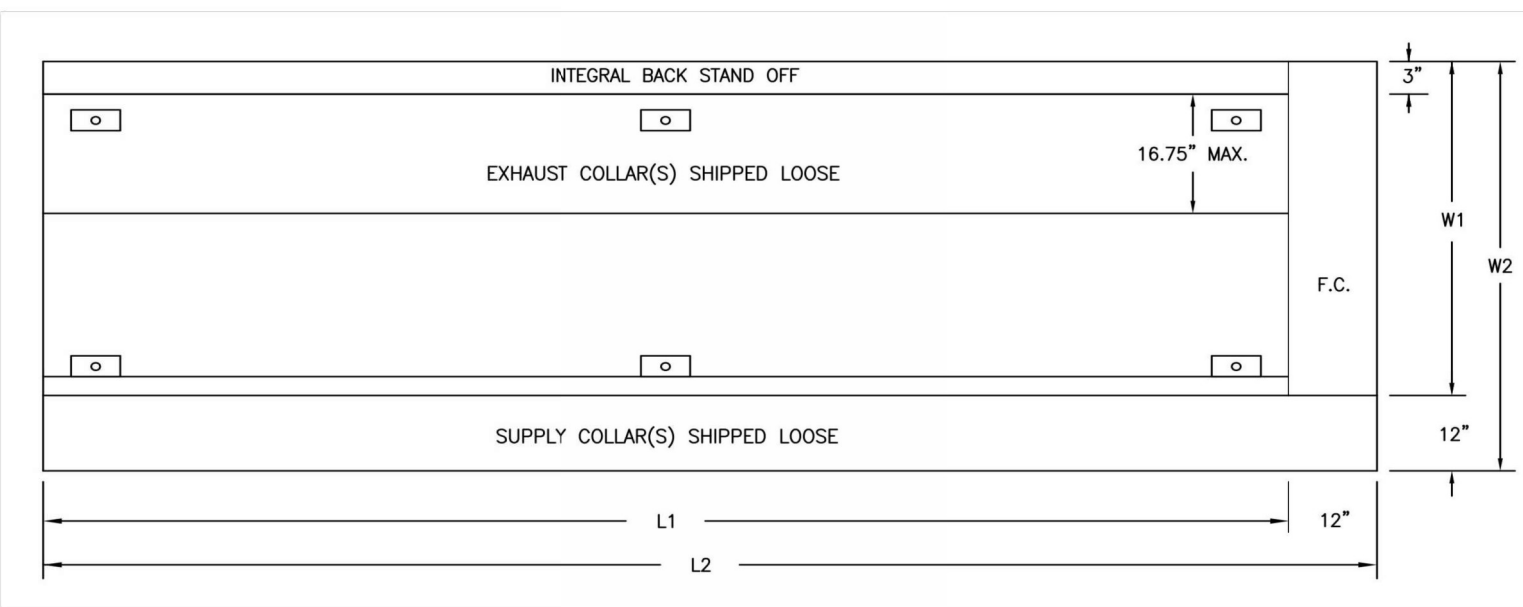 INTEGRAL BACK STAND OFF
3”
16.75” MAX.
EXHAUST COLLAR(S) SHIPPED LOOSE
W1
W2
F.C.
SUPPLY COLLAR(S) SHIPPED LOOSE
12”
L1
12”
L2